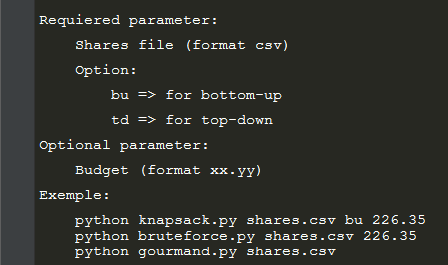 Requiered parameter:
Shares file (format csv)
Option:
bu => for bottom-up
td => for top-down
Optional parameter:
Budget (format xx.yy)
Exemple:
python knapsack.py shares.csv bu 226.35
python bruteforce.py shares.csv 226.35
python gourmand.py shares.csv